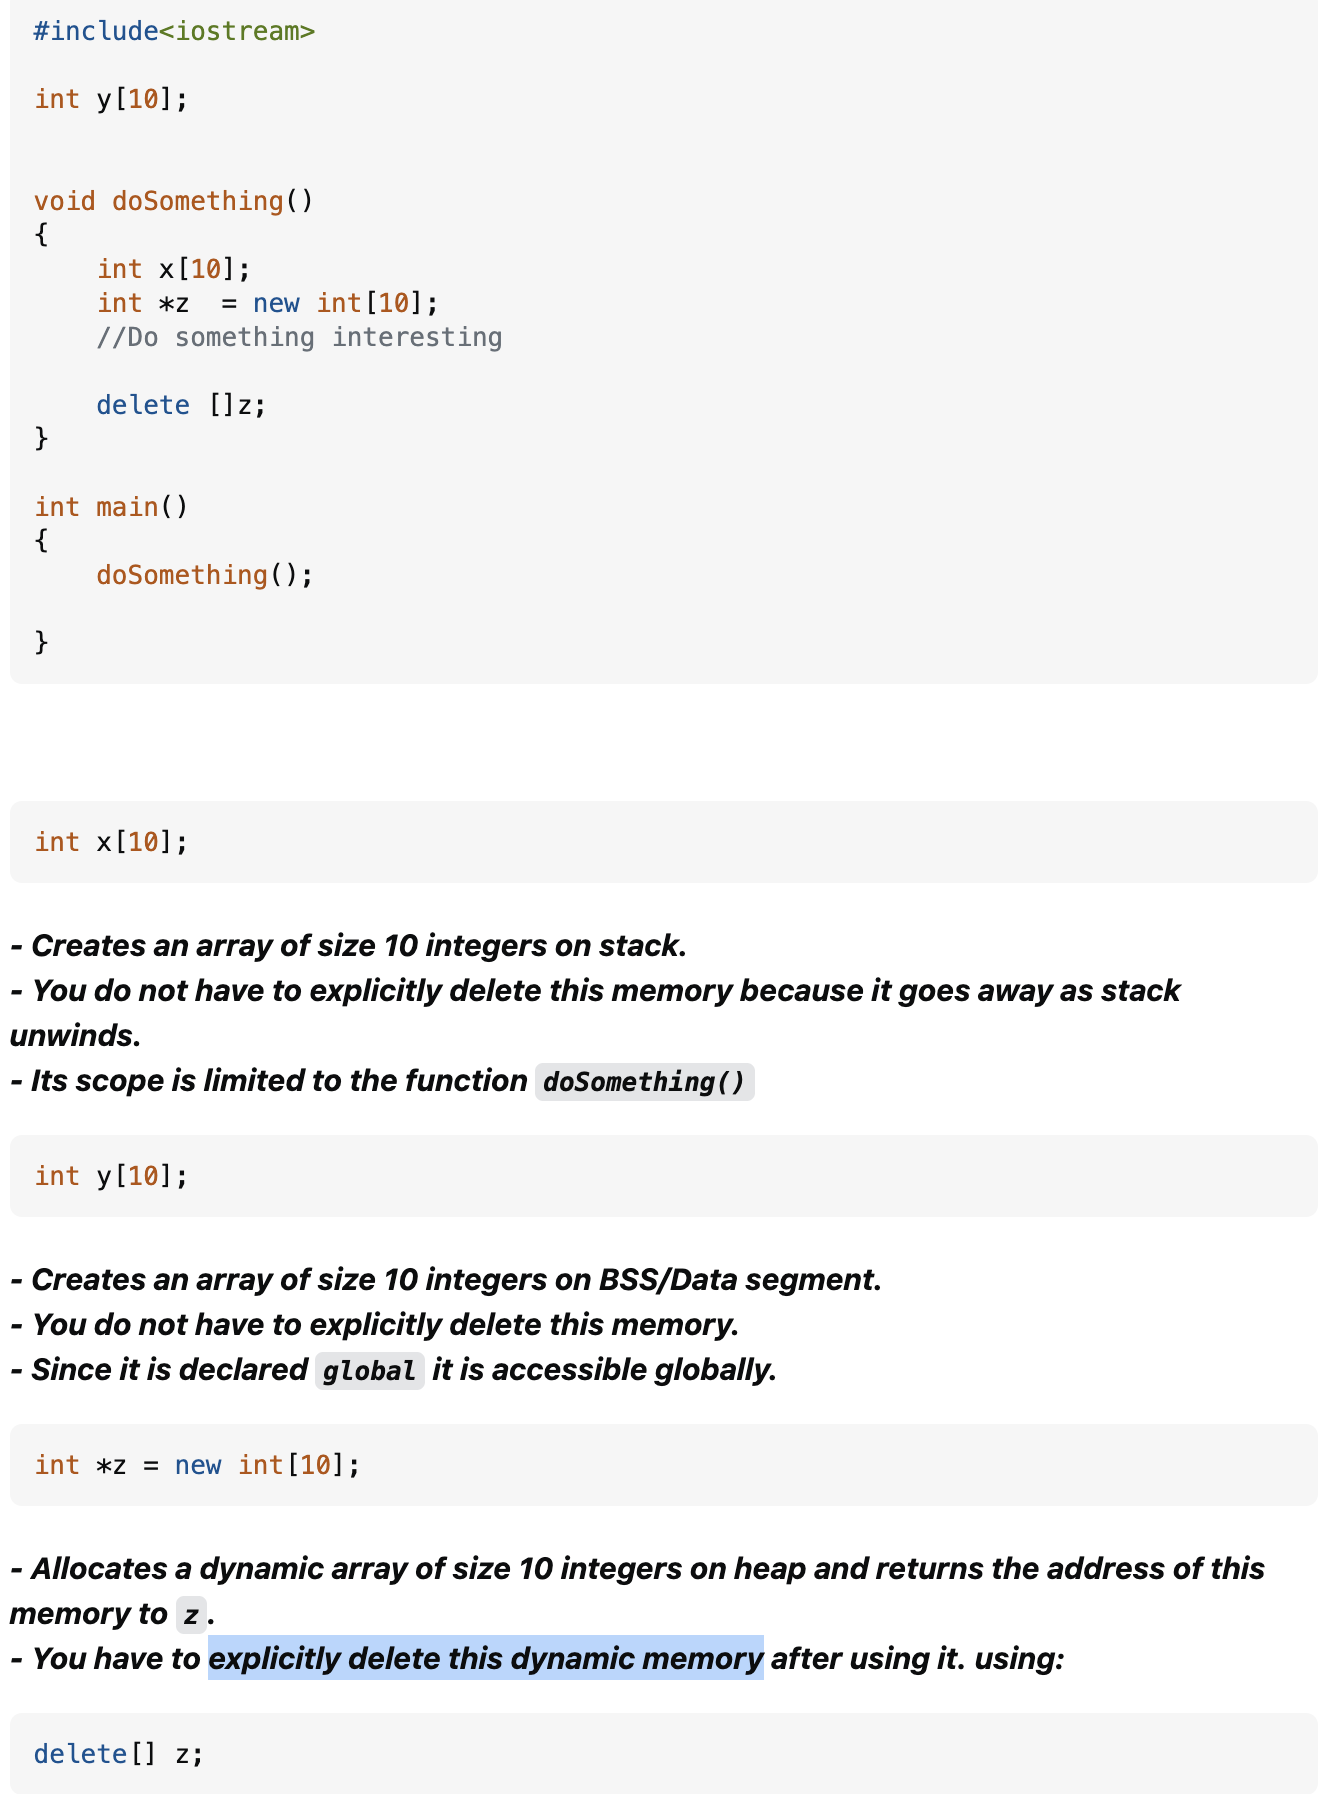 #include<iostream>
int y[10];
void doSomething()
{
    int x[10];
    int *z  = new int[10];
    //Do something interesting
    delete []z;
}
int main()
{
    doSomething();
}
int x[10];
- Creates an array of size 10 integers on stack.
- You do not have to explicitly delete this memory because it goes away as stack
unwinds.
- Its scope is limited to the function doSomething()
int y[10];
- Creates an array of size 10 integers on BSS/Data segment.
- You do not have to explicitly delete this memory.
- Since it is declared global it is accessible globally.
int *z = new int[10];
- Allocates a dynamic array of size 10 integers on heap and returns the address of this
memory to z.
- You have to explicitly delete this dynamic memory after using it. using:
delete[] z;